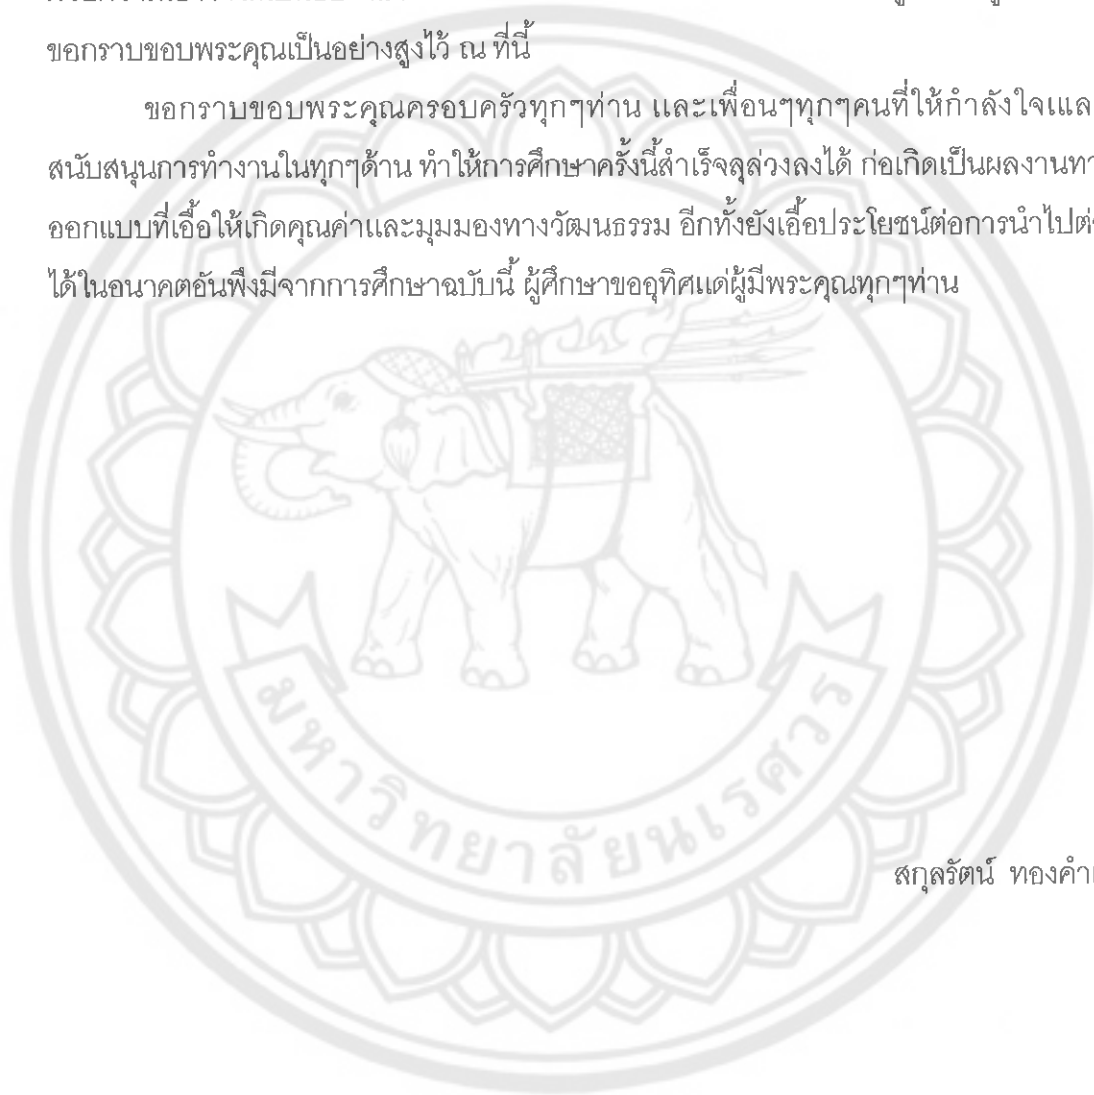 ขอกราบขอบพระคุณเป็นอย่างสูงไว้ ณ ที่นี้
ขอกราบขอบพระคุณครอบครัวทุกๆท่าน และเพื่อนๆทุกๆคนที่ให้กำลังใจและ
สนับสนุนการทำงานในทุกๆด้าน ทำให้การศึกษาครั้งนี้สำเร็จลุล่วงลงได้ ก่อเกิดเป็นผลงานทา
ออกแบบที่เอื้อให้เกิดคุณค่าและมุมมองทางวัฒนธรรม อีกทั้งยังเอื้อประโยชน์ต่อการนำไปต่
ได้ในอนาคตอันพึงมีจากการศึกษาฉบับนี้ ผู้ศึกษาขออุทิศแด่ผู้มีพระคุณทุกๆท่าน
มหาวิทยาลัยนเรศวร
สกุลรัตน์ ทองคำ